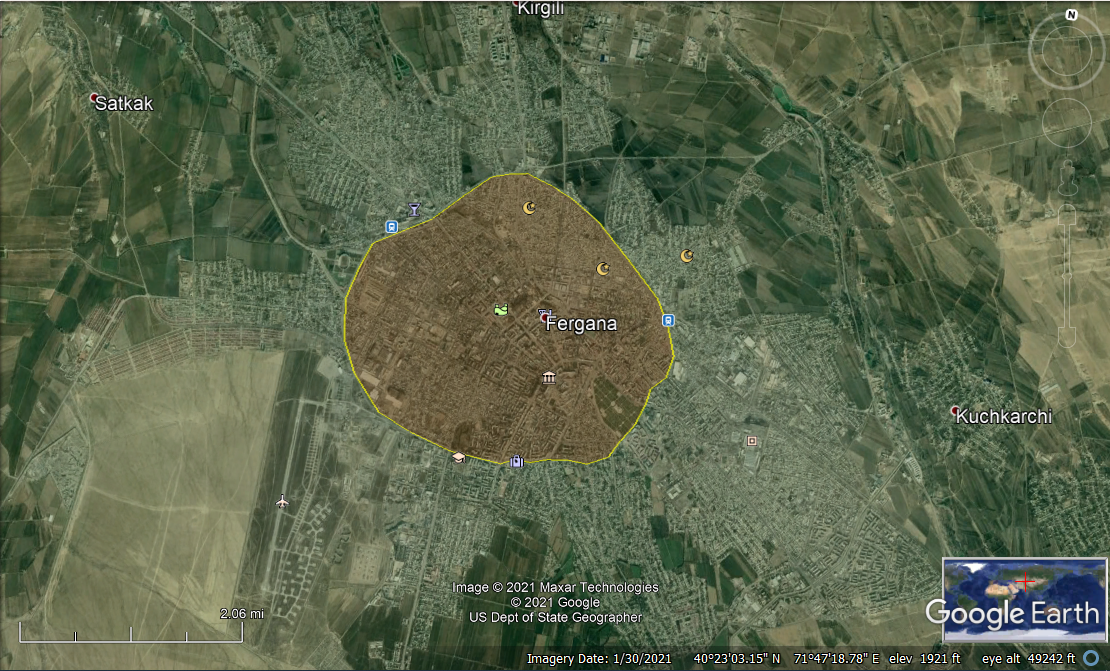 Kirgili
N
Satkak
Fergana
Kuchkarchi
2.06 mi
Image © 2021 Maxar Technologies
© 2021 Google
US Dept of State Geographer
Google Earth
Imagery Date: 1/30/2021 40°23'03.15" N 71°47'18.78" E elev 1921 ft eye alt 49242 ft